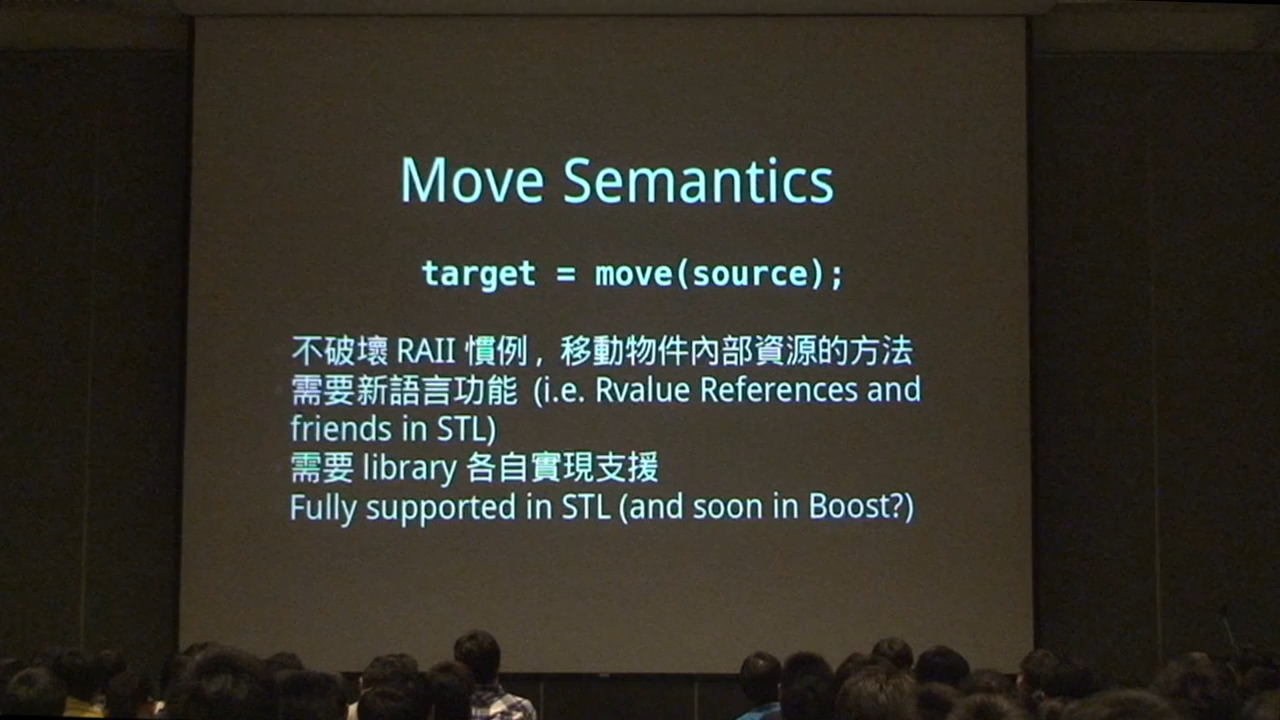 Move Semantics
target = move(source);
不破壞 RAII 慣例 , 移動物件內部資源的方法
需要新語言功能 (i.e. Rvalue References and
friends in STL)
需要 library 各自實現支援
Fully supported in STL (and soon in Boost?)